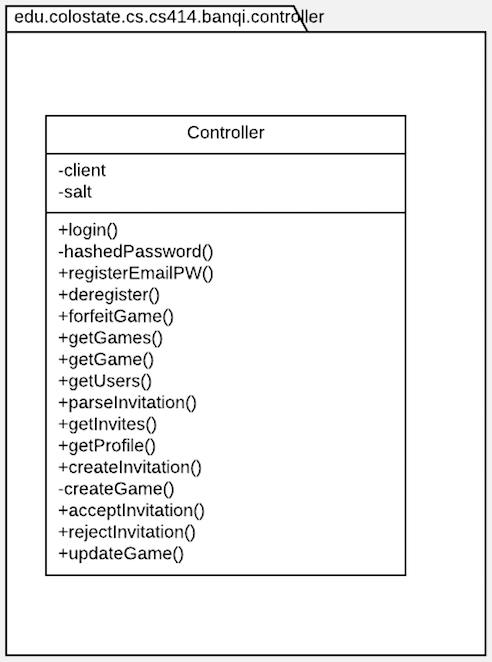 edu.colostate.cs.cs414.banqi.controller
Controller
-client
-salt
+login()
-hashedPassword()
+registerEmailPW()
+deregister()
+forfeitGame()
+getGames()
+getGame()
+getUsers()
+parseInvitation()
+getInvites()
+getProfile()
+createInvitation()
-createGame()
+acceptInvitation()
+rejectInvitation()
+updateGame()